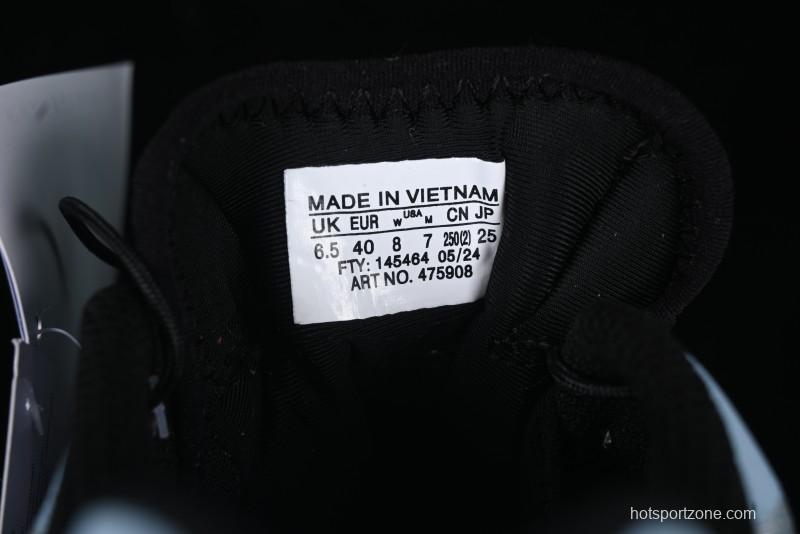 MADE IN VIETNAM
UK EUR W USA M CN JP
6.5 40 8 7 250(2) 25
FTY: 145464 05/24
ART NO. 475908
hotsportzone.com